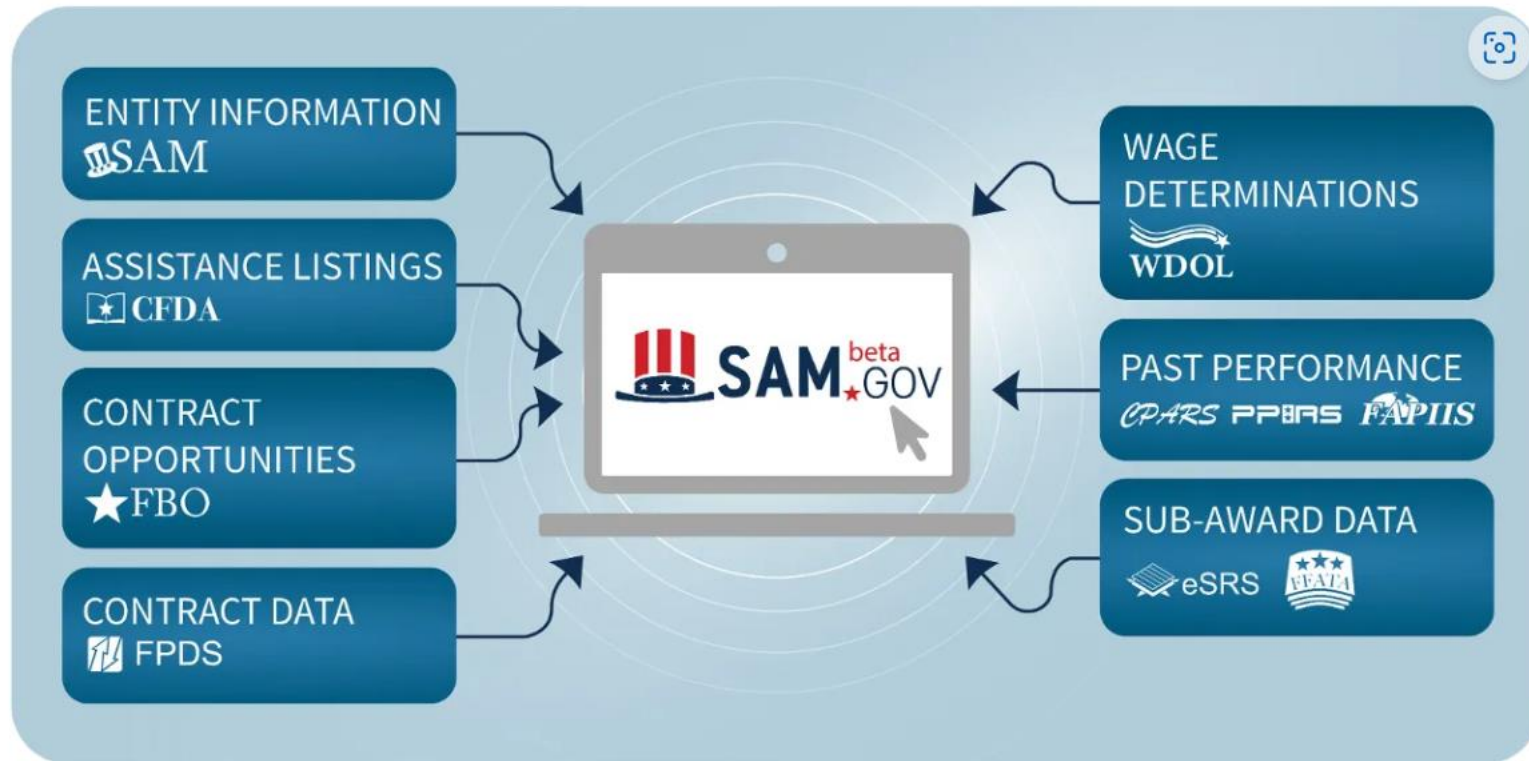 ENTITY INFORMATION
SAM
ASSISTANCE LISTINGS
CFDA
CONTRACT
OPPORTUNITIES
FBO
CONTRACT DATA
FPDS
SAM beta
.GOV
WAGE
DETERMINATIONS
WDOL
PAST PERFORMANCE
CPARS PPIRS FAPIIS
SUB-AWARD DATA
eSRS FFATA